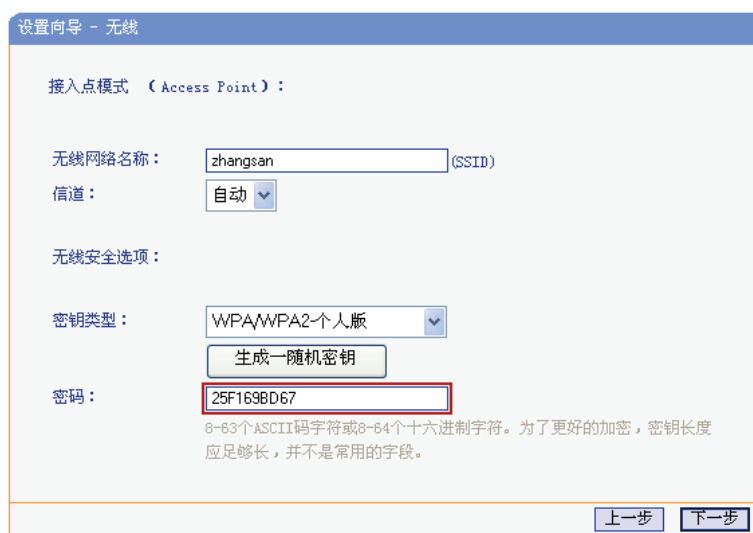 设置向导 - 无线
接入点模式 （Access Point）：
无线网络名称： zhangsan (SSID)
信道： 自动
无线安全选项：
密钥类型： WPA/WPA2-个人版
生成一随机密钥
密码： 25F169BD67
8-63个ASCII码字符或8-64个十六进制字符。为了更好的加密，密钥长度
应足够长，并不是常用的字段。
上一步 下一步